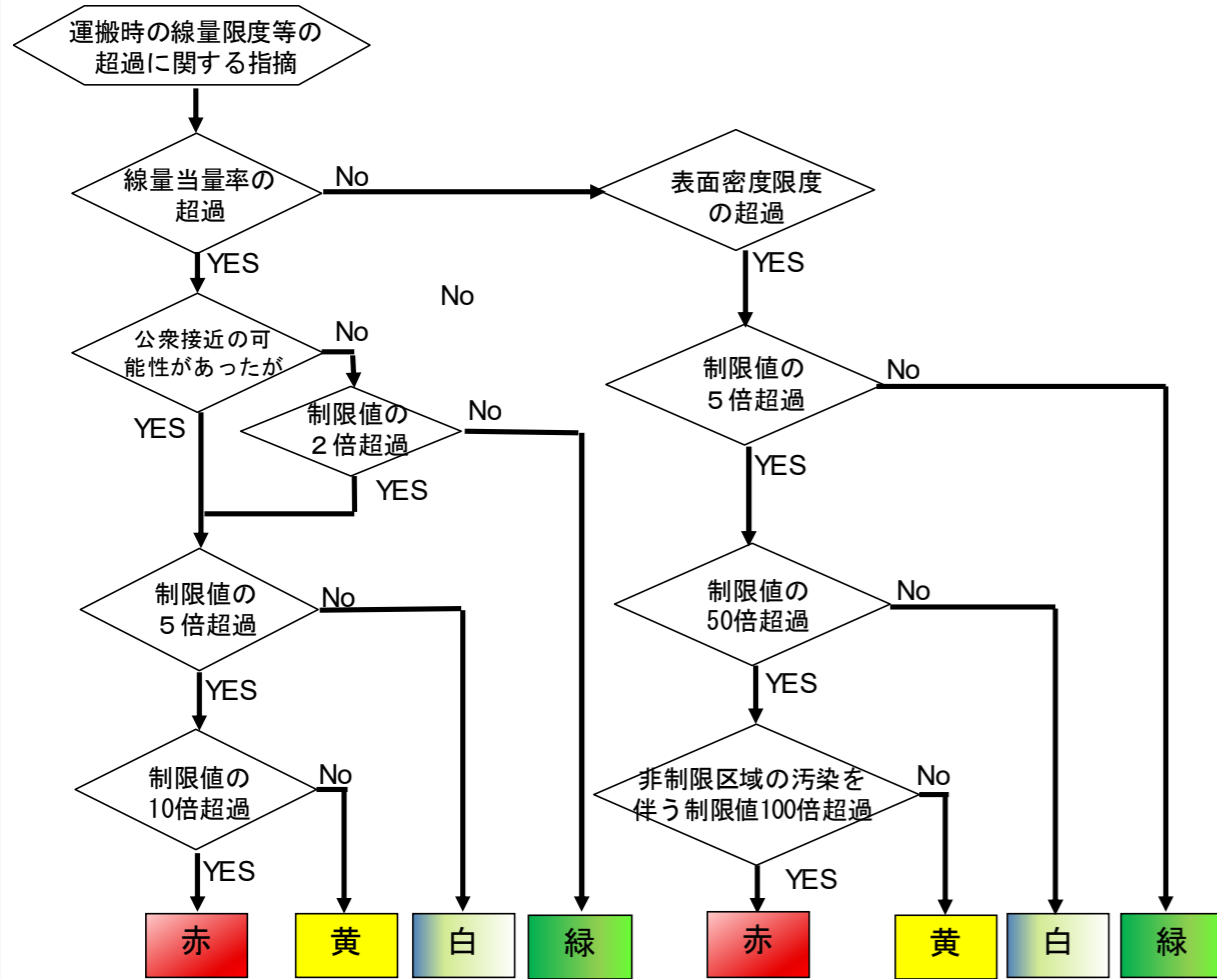 運搬時の線量限度等の
超過に関する指摘
線量当量率の
超過
No
表面密度限度
の超過
YES
YES
No
公衆接近の可
能性があったが
No
制限値の
5倍超過
No
YES
制限値の
2倍超過
No
YES
YES
制限値の
5倍超過
No
制限値の
50倍超過
No
YES
YES
制限値の
10倍超過
No
非制限区域の汚染を
伴う制限値100倍超過
No
YES
YES
赤
黄
白
緑
赤
黄
白
緑